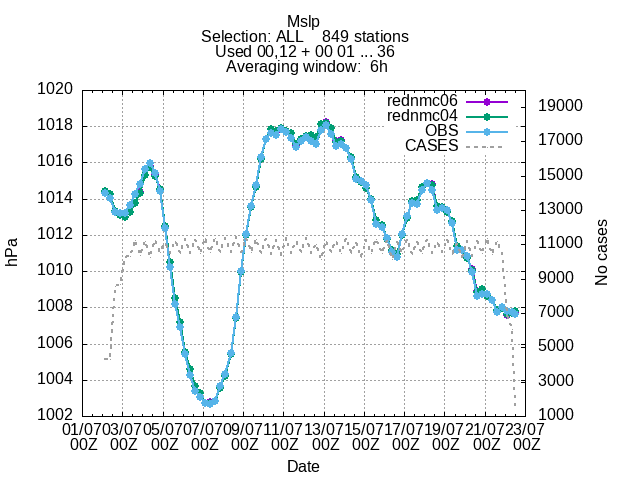 Mslp
Selection: ALL 849 stations
Used 00,12 + 00 01 ... 36
Averaging window: 6h
rednmc06
rednmc04
OBS
CASES
1020
1018
1016
1014
1012
1010
1008
1006
1004
1002
hPa
19000
17000
15000
13000
11000
9000
7000
5000
3000
1000
No cases
01/07 03/07 05/07 07/07 09/07 11/07 13/07 15/07 17/07 19/07 21/07 23/07
00Z 00Z 00Z 00Z 00Z 00Z 00Z 00Z 00Z 00Z 00Z 00Z
Date